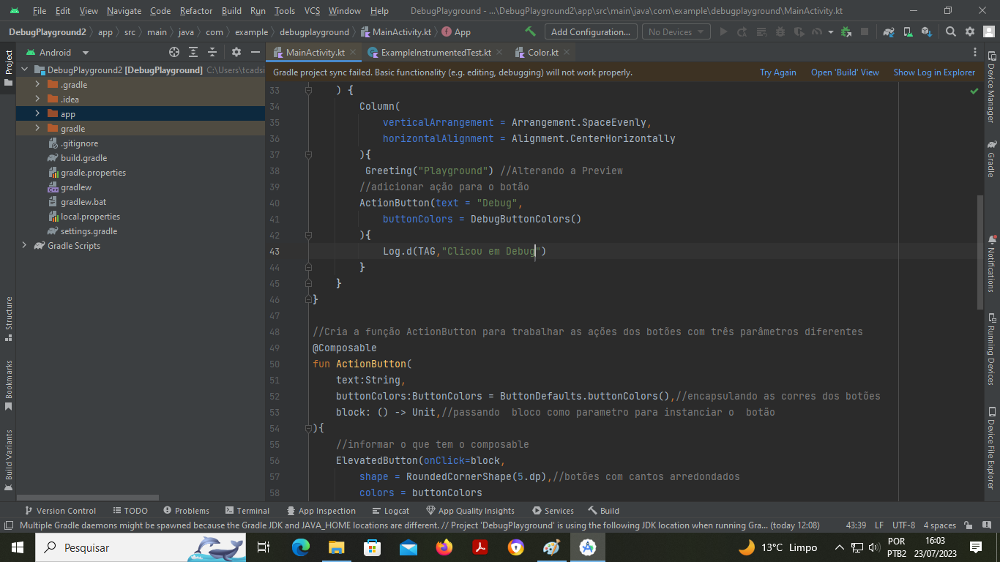 File Edit View Navigate Code Refactor Build Run Tools VCS Window Help DebugPlayground - ...\DebugPlayground2\app\src\main\java\com\example\debugplayground\MainActivity.kt
DebugPlayground2 app src main java com example debugplayground MainActivity.kt App Add Configuration... No Devices
Project
Android
MainActivity.kt ExampleInstrumentedTest.kt Color.kt
DebugPlayground2 [DebugPlayground] C:\Users\tcadsi
.gradle
.idea
app
gradle
.gitignore
build.gradle
gradle.properties
gradlew
gradlew.bat
local.properties
settings.gradle
Gradle Scripts
Gradle project sync failed. Basic functionality (e.g. editing, debugging) will not work properly. Try Again Open 'Build' View Show Log in Explorer
33 ) {
34 Column(
35 verticalArrangement = Arrangement.SpaceEvenly,
36 horizontalAlignment = Alignment.CenterHorizontally
37 ){
38 Greeting("Playground") //Alterando a Preview
39 //adicionar ação para o botão
40 ActionButton(text = "Debug",
41 buttonColors = DebugButtonColors()
42 ){
43 Log.d(TAG,"Clicou em Debug")
44 }
45 }
46 }
47
48 //Cria a função ActionButton para trabalhar as ações dos botões com três parâmetros diferentes
49 @Composable
50 fun ActionButton(
51 text:String,
52 buttonColors:ButtonColors = ButtonDefaults.buttonColors(),//encapsulando as corres dos botões
53 block: () -> Unit,//passando bloco como parametro para instanciar o botão
54 ){
55 //informar o que tem o composable
56 ElevatedButton(onClick=block,
57 shape = RoundedCornerShape(5.dp),//botões com cantos arredondados
58 colors = buttonColors
Structure
Bookmarks
Build Variants
Device Manager
Gradle
Notifications
Running Devices
Device File Explorer
Version Control TODO Problems Terminal App Inspection Logcat App Quality Insights Services Build
Multiple Gradle daemons might be spawned because the Gradle JDK and JAVA_HOME locations are different. // Project 'DebugPlayground' is using the following JDK location when running Gra... (today 12:08) 43:39 LF UTF-8 4 spaces
Pesquisar
13°C Limpo
POR
PTB2
16:03
23/07/2023